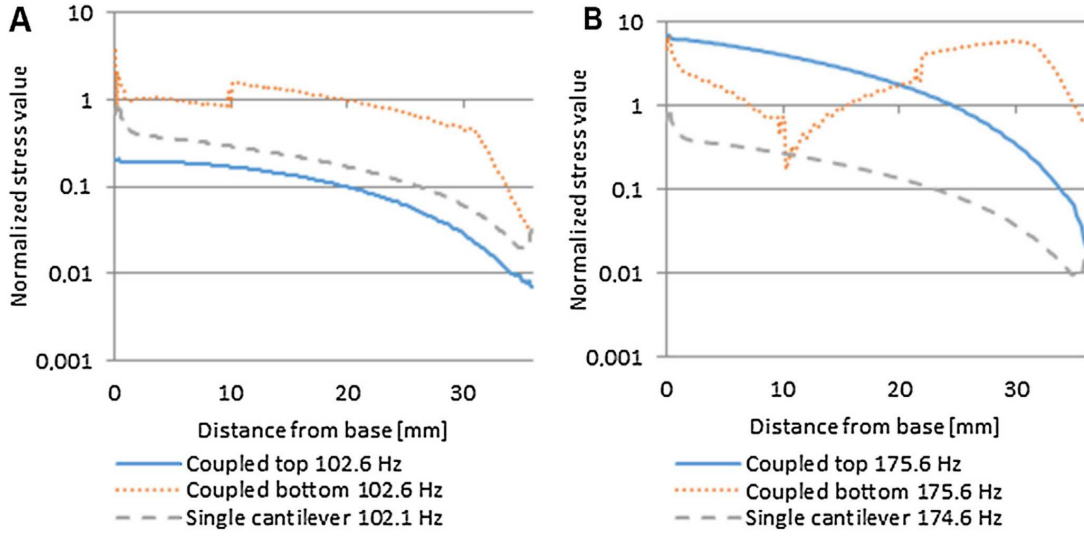 A
Normalized stress value
10
1
0.1
0.01
0.001
0 10 20 30
Distance from base [mm]
Coupled top 102.6 Hz
Coupled bottom 102.6 Hz
Single cantilever 102.1 Hz
B
Normalized stress value
10
1
0.1
0.01
0.001
0 10 20 30
Distance from base [mm]
Coupled top 175.6 Hz
Coupled bottom 175.6 Hz
Single cantilever 174.6 Hz